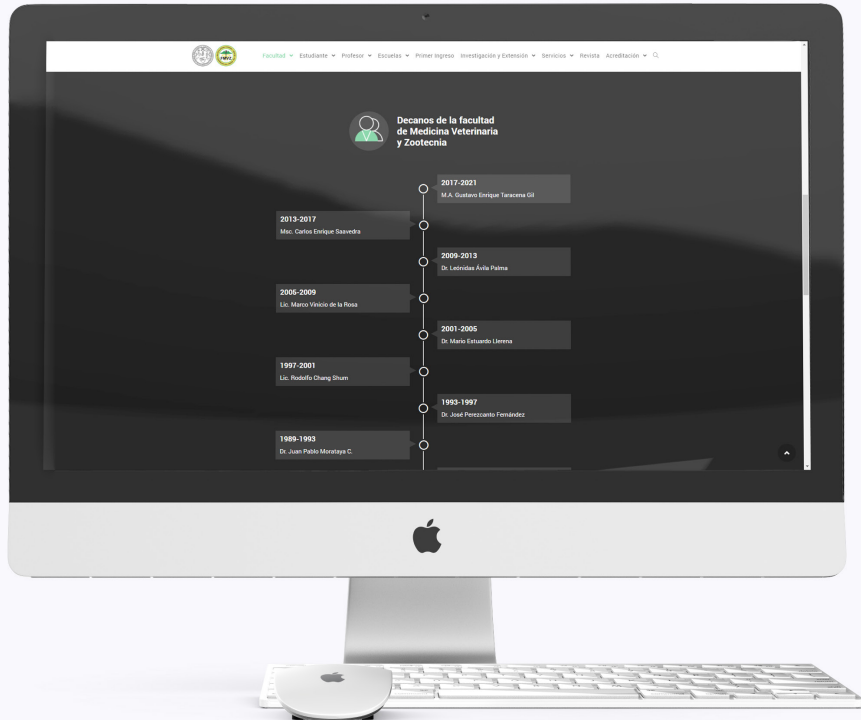 FMVZ
Facultad Estudiante Profesor Escuelas Primer Ingreso Investigación y Extensión Servicios Revista Acreditación
Decanos de la facultad
de Medicina Veterinaria
y Zootecnia
2017-2021
M.A. Gustavo Enrique Taracena Gil
2013-2017
Msc. Carlos Enrique Saavedra
2009-2013
Dr. Leónidas Ávila Palma
2005-2009
Lic. Marco Vinicio de la Rosa
2001-2005
Dr. Mario Estuardo Llerena
1997-2001
Lic. Rodolfo Chang Shum
1993-1997
Dr. José Perezcanto Fernández
1989-1993
Dr. Juan Pablo Morataya C.